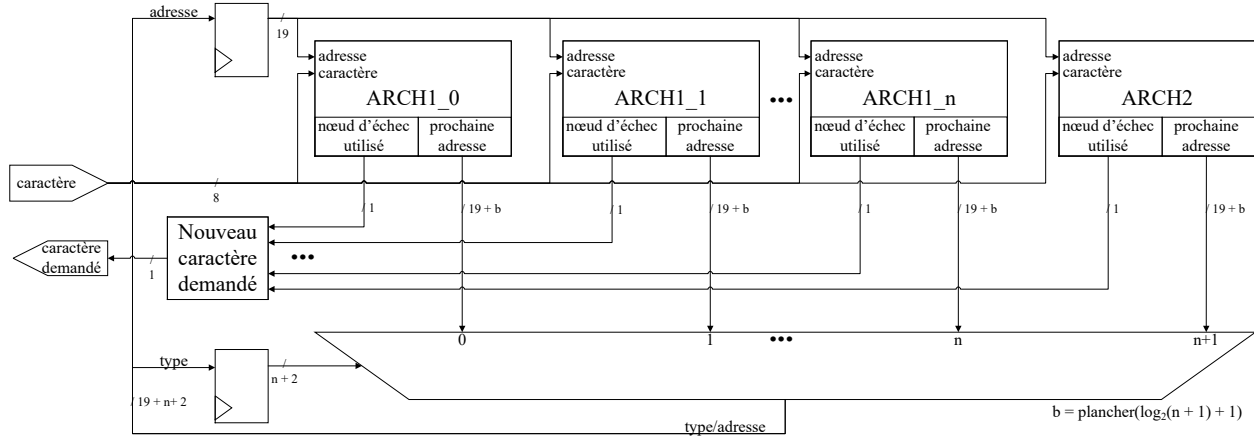 adresse
/
19
adresse
caractère
ARCH1_0
nœud d’échec
utilisé
prochaine
adresse
adresse
caractère
ARCH1_1
nœud d’échec
utilisé
prochaine
adresse
•••
adresse
caractère
ARCH1_n
nœud d’échec
utilisé
prochaine
adresse
adresse
caractère
ARCH2
nœud d’échec
utilisé
prochaine
adresse
caractère
/
8
/ 1
/ 19 + b
/ 1
/ 19 + b
/ 1
/ 19 + b
/ 1
/ 19 + b
caractère
demandé
/
1
Nouveau
caractère
demandé
•••
0
1
•••
n
n+1
type
/
n + 2
/ 19 + n+ 2
type/adresse
b = plancher(log₂(n + 1) + 1)